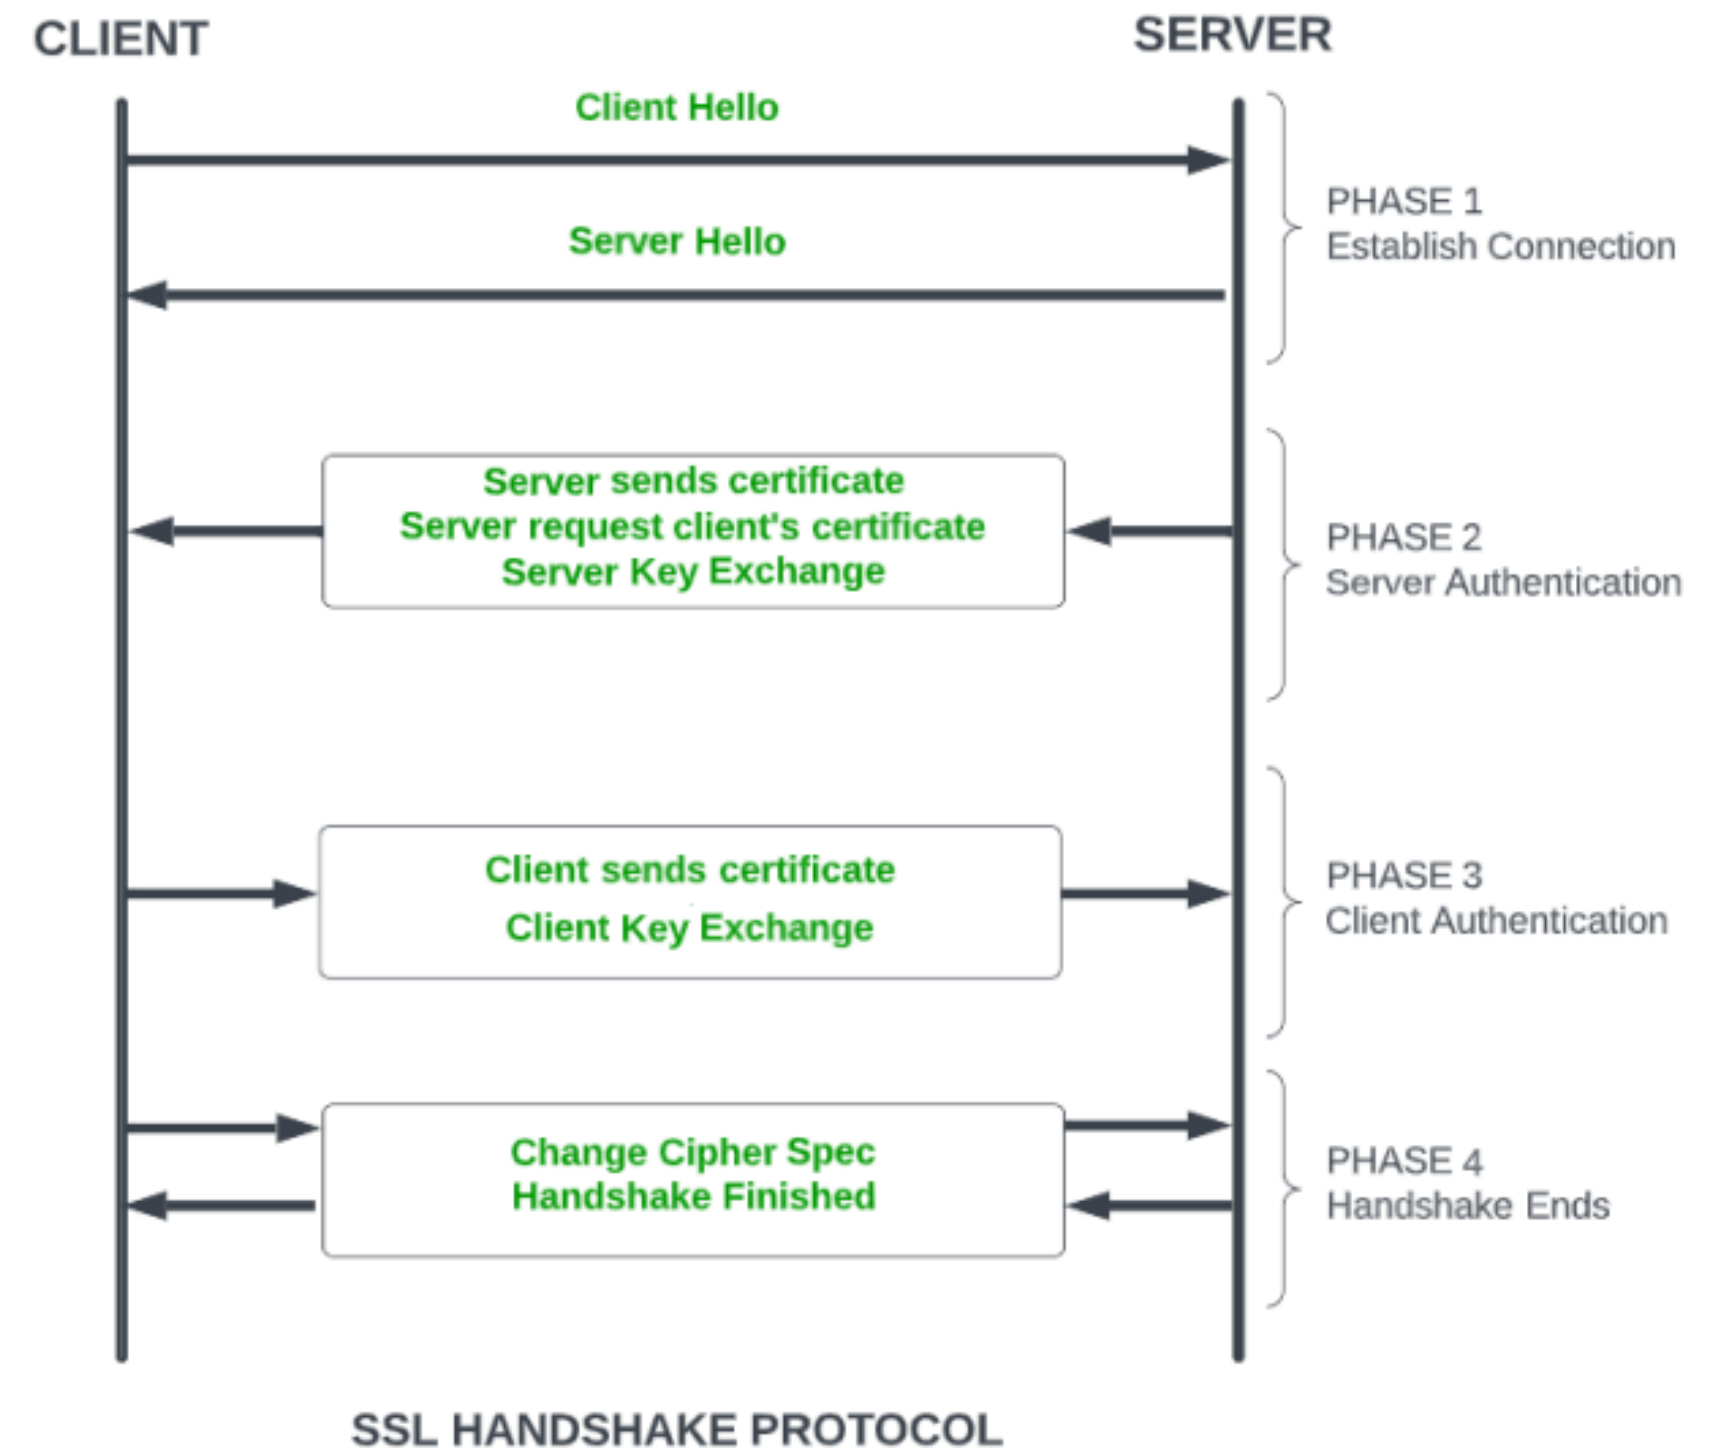 CLIENT
SERVER
Client Hello
Server Hello
PHASE 1
Establish Connection
Server sends certificate
Server request client's certificate
Server Key Exchange
PHASE 2
Server Authentication
Client sends certificate
Client Key Exchange
PHASE 3
Client Authentication
Change Cipher Spec
Handshake Finished
PHASE 4
Handshake Ends
SSL HANDSHAKE PROTOCOL